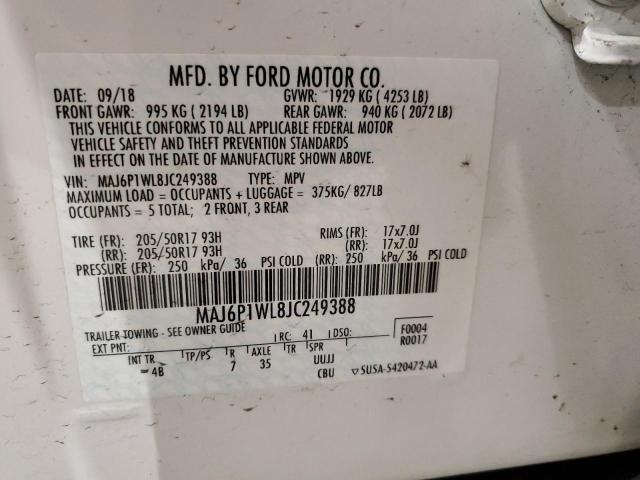 MFD. BY FORD MOTOR CO.
DATE: 09/18 GVWR: 1929 KG ( 4253 LB)
FRONT GAWR: 995 KG ( 2194 LB) REAR GAWR: 940 KG ( 2072 LB)
THIS VEHICLE CONFORMS TO ALL APPLICABLE FEDERAL MOTOR
VEHICLE SAFETY AND THEFT PREVENTION STANDARDS
IN EFFECT ON THE DATE OF MANUFACTURE SHOWN ABOVE.
VIN: MAJ6P1WL8JC249388 TYPE: MPV
MAXIMUM LOAD = OCCUPANTS + LUGGAGE = 375KG/ 827LB
OCCUPANTS = 5 TOTAL; 2 FRONT, 3 REAR
TIRE (FR): 205/50R17 93H RIMS (FR): 17x7.0J
(RR): 205/50R17 93H (RR): 17x7.0J
PRESSURE (FR): 250 kPa/ 36 PSI COLD (RR): 250 kPa/ 36 PSI COLD
MAJ6P1WL8JC249388
TRAILER TOWING - SEE OWNER GUIDE
EXT PNT: RC: 41 DSO: F0004
R0017
INT TR TP/PS R AXLE TR SPR
4B 7 35 UUJJ
CBU 5U5A-5420472-AA